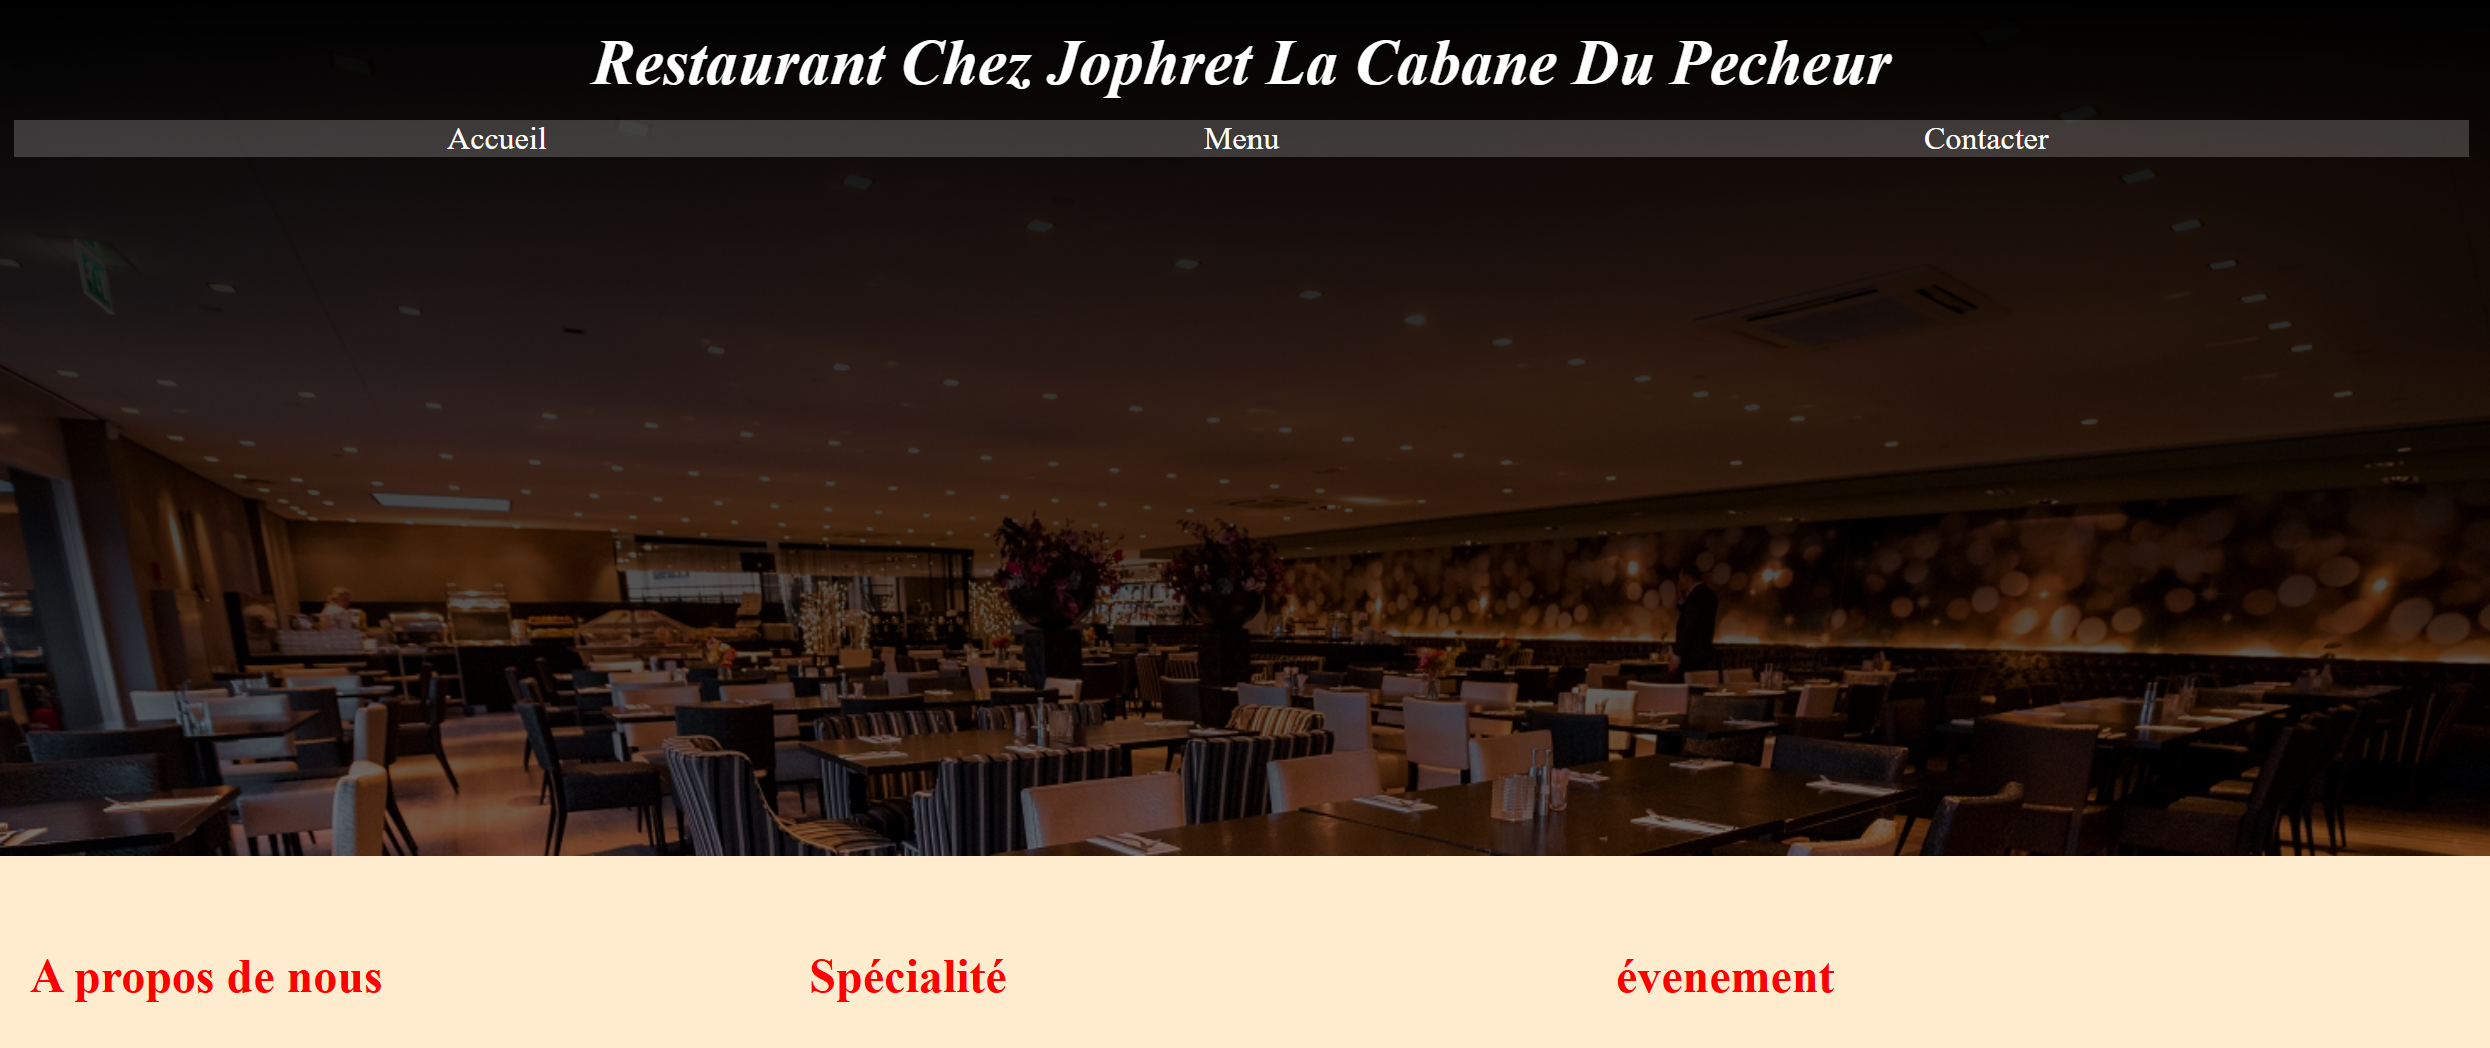 Restaurant Chez Jophret La Cabane Du Pecheur
Accueil Menu Contacter
A propos de nous Spécialité évenement